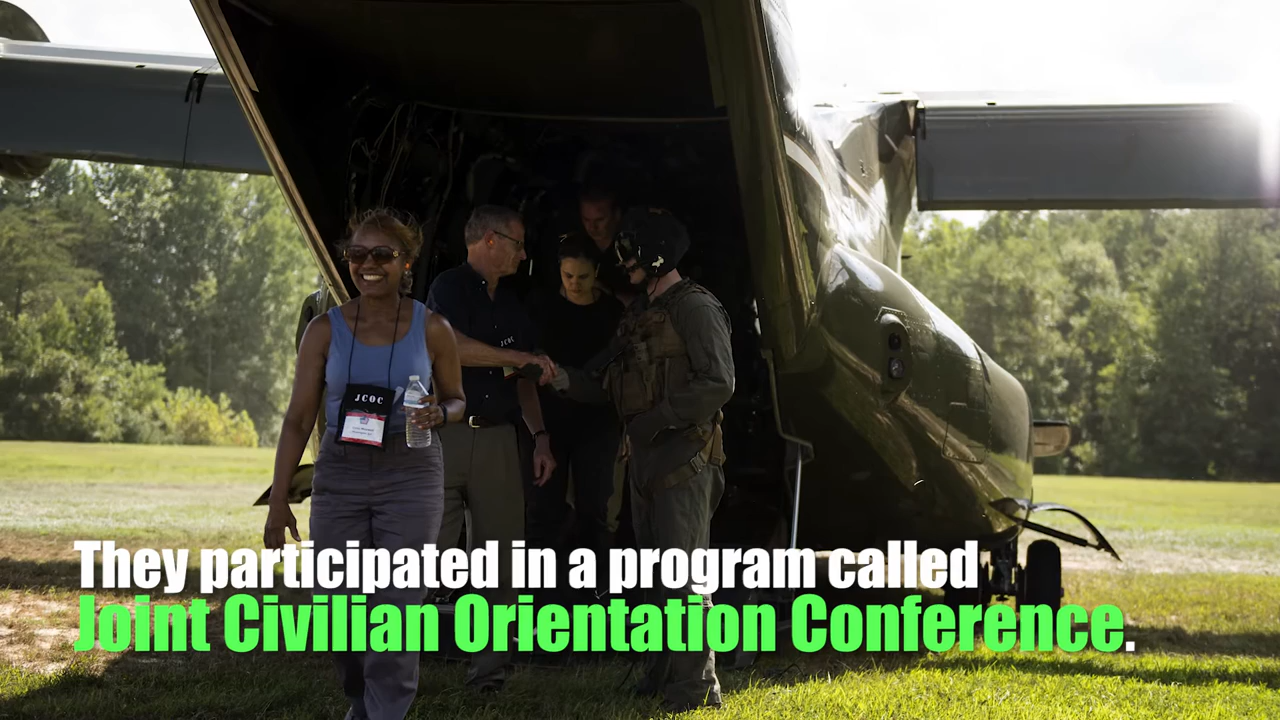 JCOC
JCOC
They participated in a program called
Joint Civilian Orientation Conference.